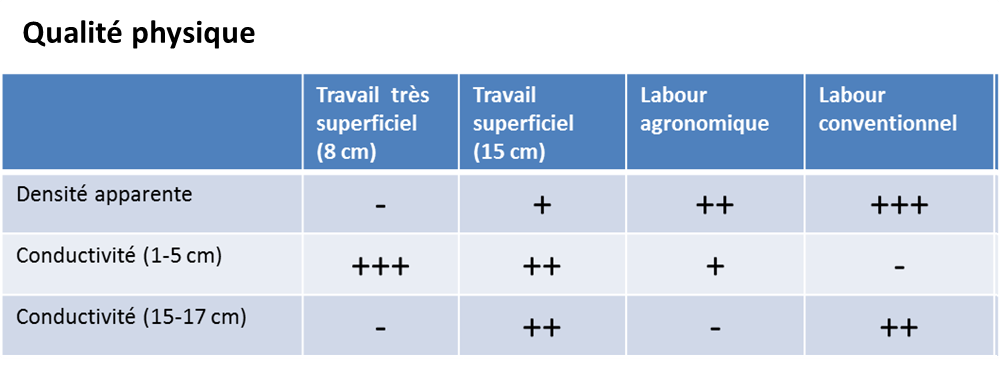 Qualité physique
Travail très superficiel (8 cm)
Travail superficiel (15 cm)
Labour agronomique
Labour conventionnel
Densité apparente - + ++ +++
Conductivité (1-5 cm) +++ ++ + -
Conductivité (15-17 cm) - ++ - ++